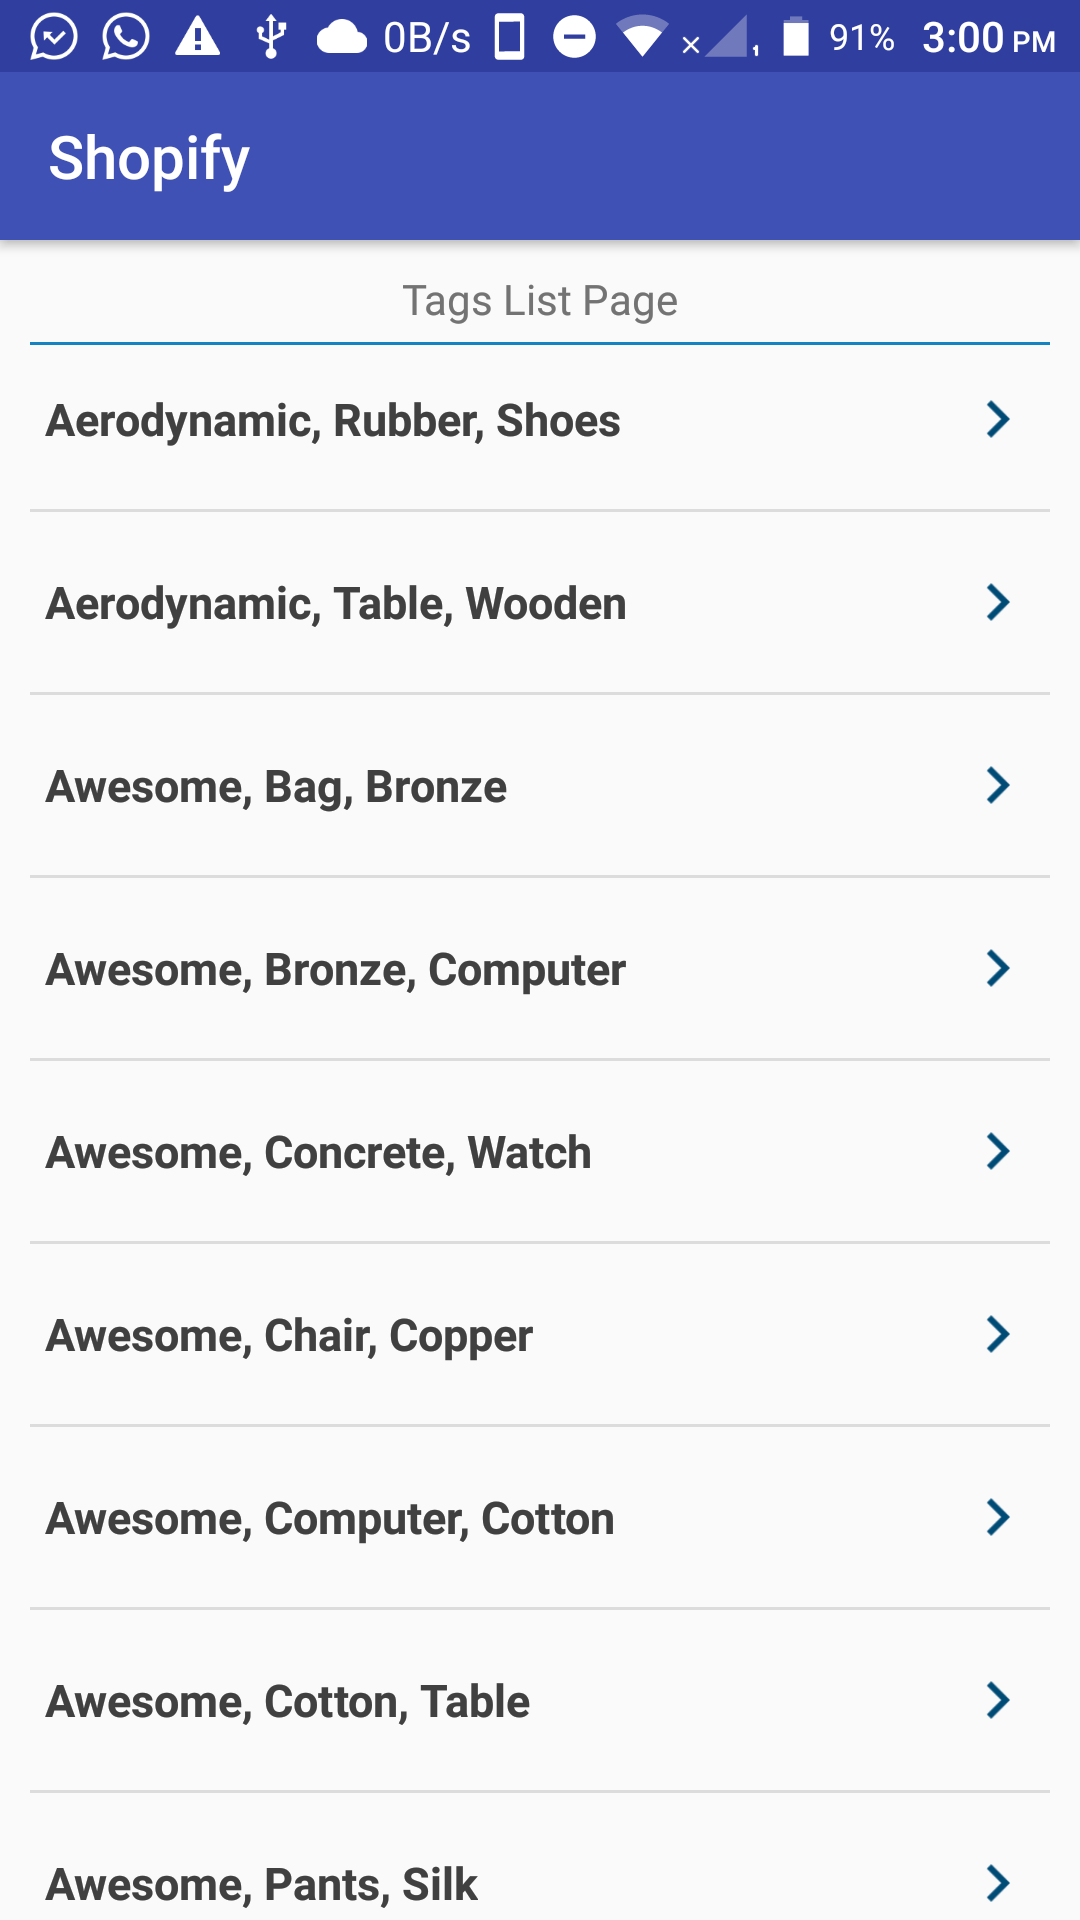 0B/s 91% 3:00 PM
Shopify
Tags List Page
Aerodynamic, Rubber, Shoes
Aerodynamic, Table, Wooden
Awesome, Bag, Bronze
Awesome, Bronze, Computer
Awesome, Concrete, Watch
Awesome, Chair, Copper
Awesome, Computer, Cotton
Awesome, Cotton, Table
Awesome, Pants, Silk